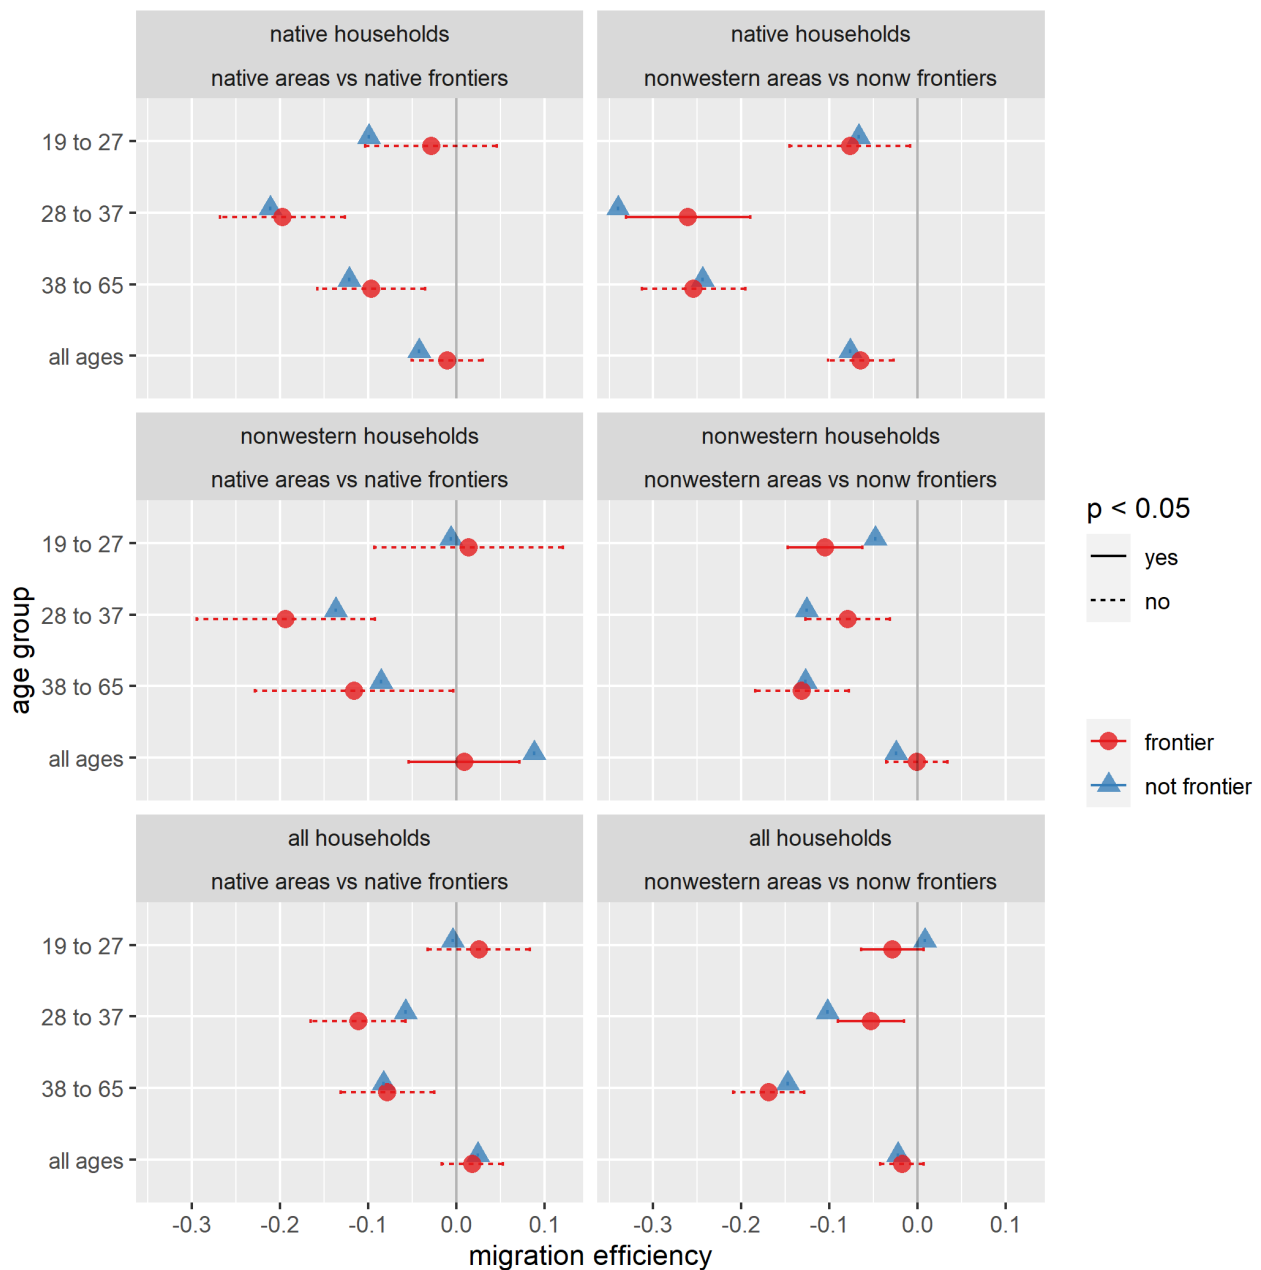 native households
native areas vs native frontiers
native households
nonwestern areas vs nonw frontiers
19 to 27
28 to 37
38 to 65
all ages
nonwestern households
native areas vs native frontiers
nonwestern households
nonwestern areas vs nonw frontiers
19 to 27
28 to 37
38 to 65
all ages
all households
native areas vs native frontiers
all households
nonwestern areas vs nonw frontiers
19 to 27
28 to 37
38 to 65
all ages
-0.3 -0.2 -0.1 0.0 0.1
-0.3 -0.2 -0.1 0.0 0.1
migration efficiency
age group
p < 0.05
yes
no
frontier
not frontier